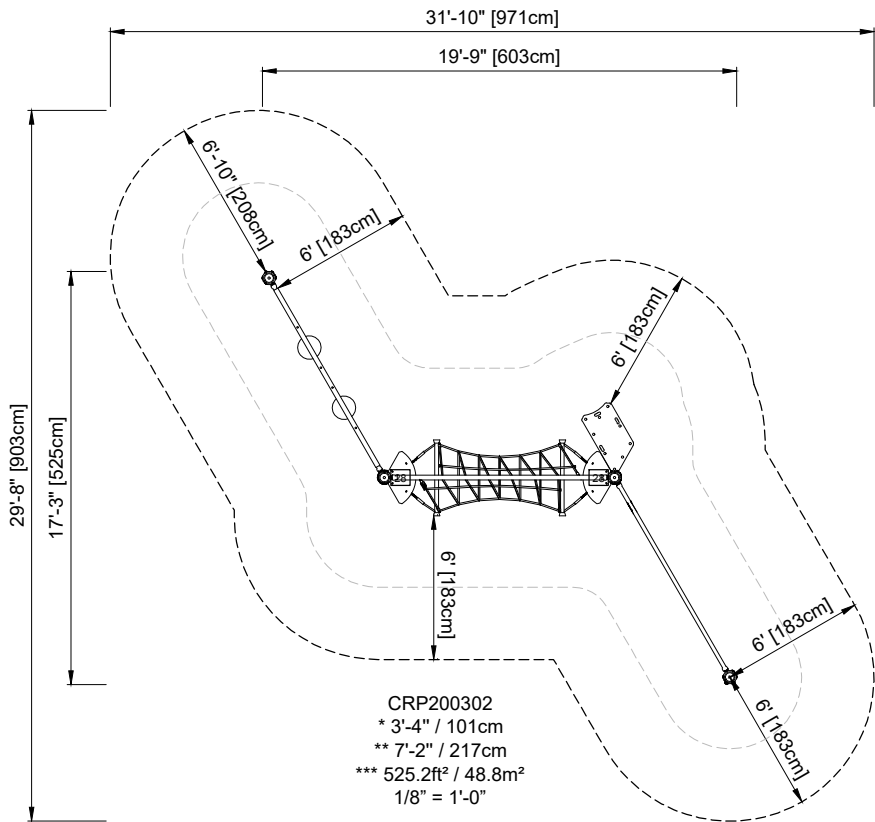 31'-10" [971cm]
19'-9" [603cm]
6'-10" [208cm]
6' [183cm]
6' [183cm]
29'-8" [903cm]
17'-3" [525cm]
28
28
6' [183cm]
6' [183cm]
6' [183cm]
CRP200302
* 3'-4" / 101cm
** 7'-2" / 217cm
*** 525.2ft² / 48.8m²
1/8” = 1'-0”